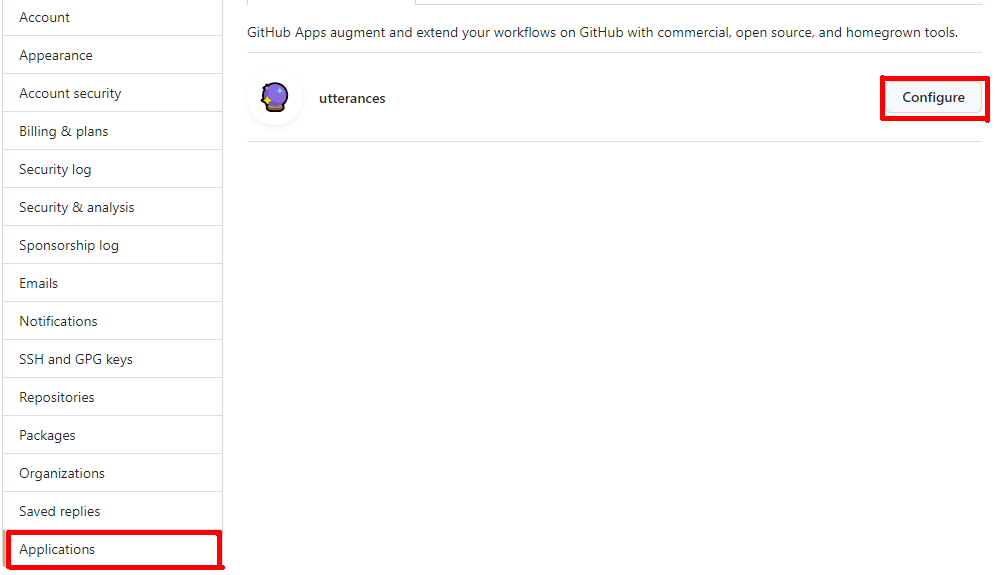 Account
Appearance
Account security
Billing & plans
Security log
Security & analysis
Sponsorship log
Emails
Notifications
SSH and GPG keys
Repositories
Packages
Organizations
Saved replies
Applications
GitHub Apps augment and extend your workflows on GitHub with commercial, open source, and homegrown tools.
utterances
Configure